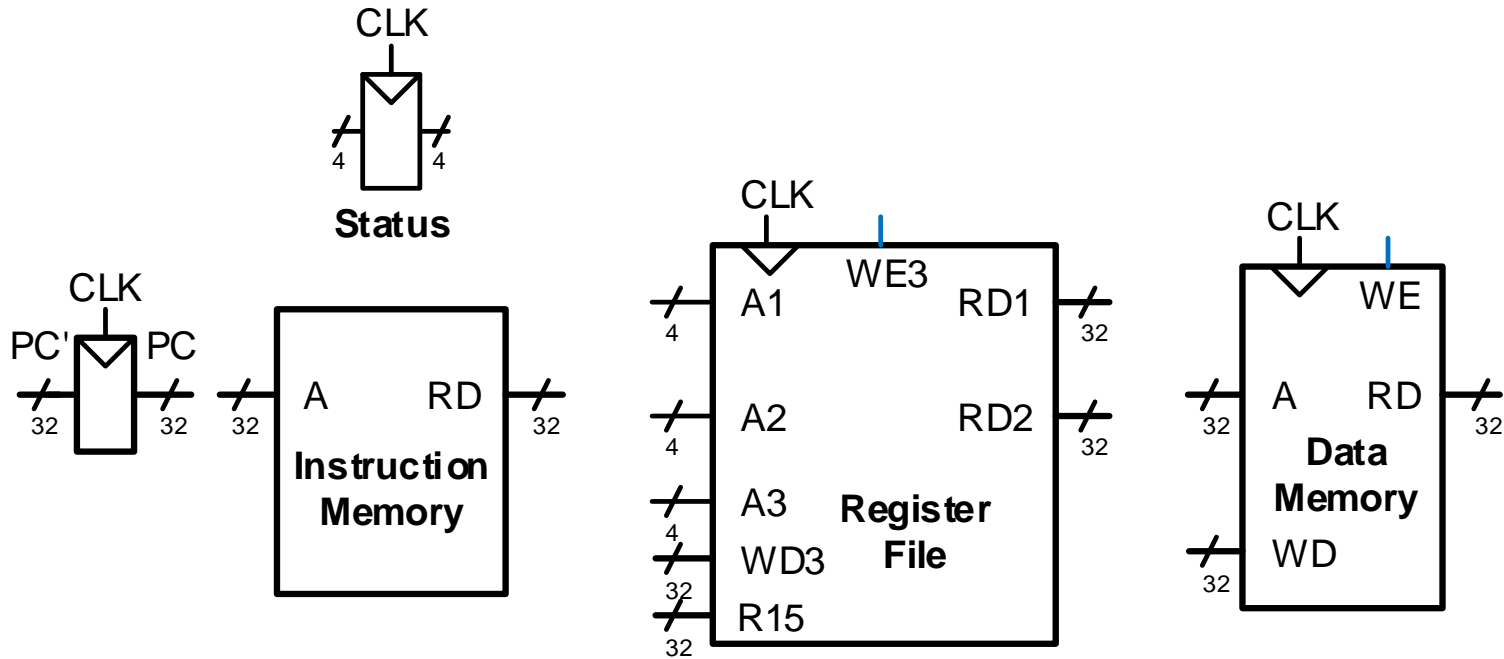 CLK
4
4
Status
CLK
PC'
PC
32
32
A
RD
32
32
Instruction
Memory
CLK
WE3
A1
RD1
4
32
A2
RD2
4
32
A3
4
WD3
32
R15
32
Register
File
CLK
WE
A
RD
32
32
Data
Memory
WD
32